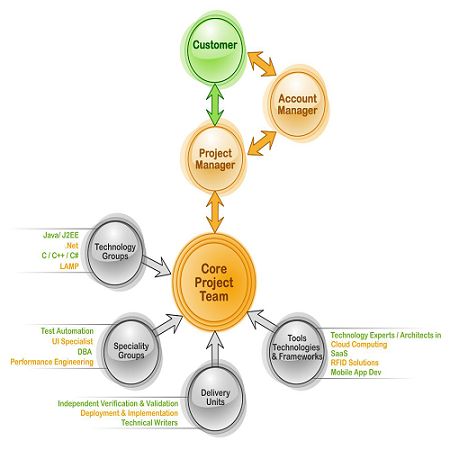 Customer
Account
Manager
Project
Manager
Java/ J2EE
.Net
C / C++ / C#
LAMP
Technology
Groups
Core
Project
Team
Test Automation
UI Specialist
DBA
Performance Engineering
Speciality
Groups
Tools
Technologies
& Frameworks
Technology Experts / Architects in
Cloud Computing
SaaS
RFID Solutions
Mobile App Dev
Delivery
Units
Independent Verification & Validation
Deployment & Implementation
Technical Writers